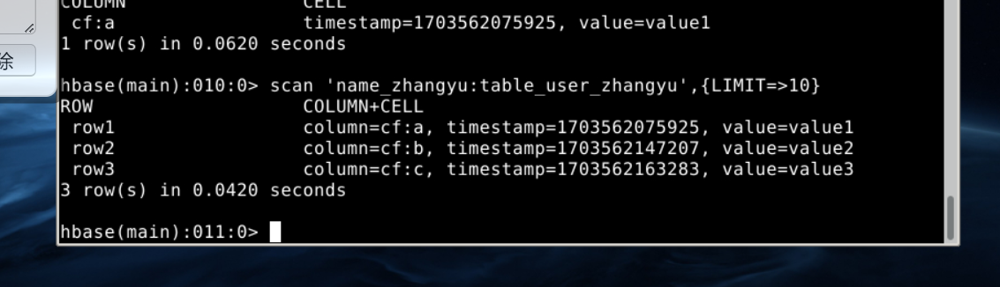 COLUMN CELL
cf:a timestamp=1703562075925, value=value1
1 row(s) in 0.0620 seconds
除
hbase(main):010:0> scan 'name_zhangyu:table_user_zhangyu',{LIMIT=>10}
ROW COLUMN+CELL
row1 column=cf:a, timestamp=1703562075925, value=value1
row2 column=cf:b, timestamp=1703562147207, value=value2
row3 column=cf:c, timestamp=1703562163283, value=value3
3 row(s) in 0.0420 seconds
hbase(main):011:0>